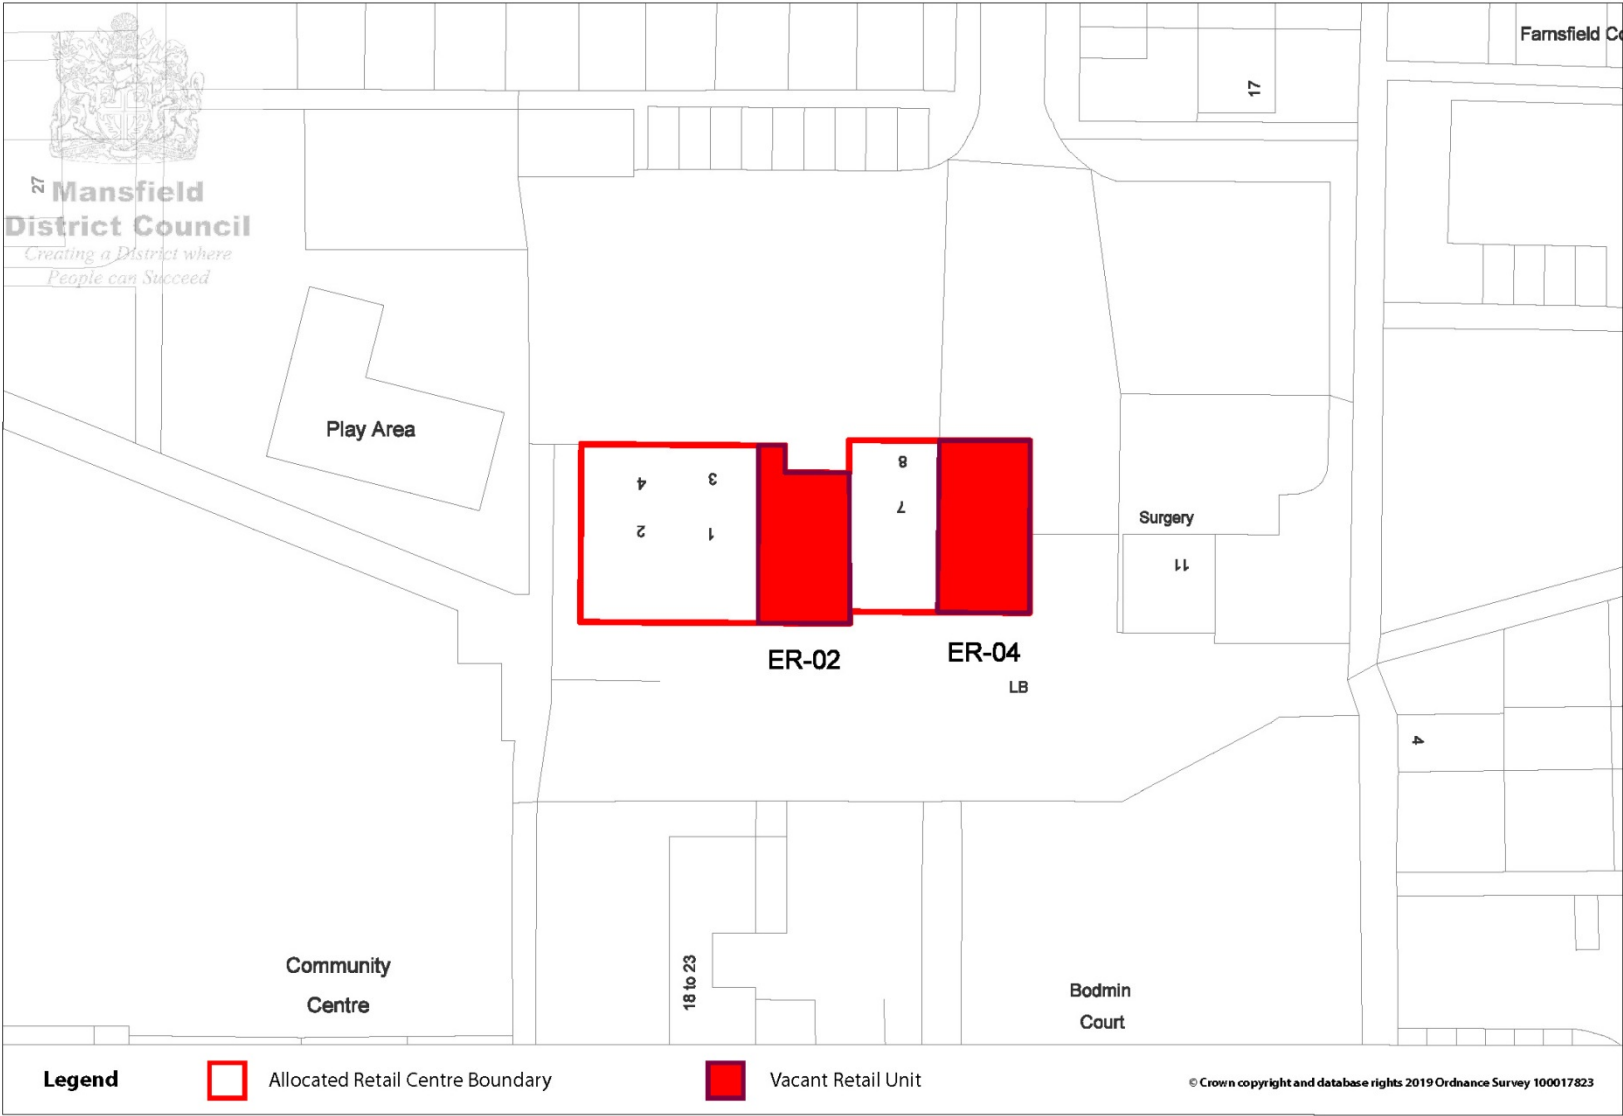 Farnsfield Co
17
27
Mansfield
District Council
Creating a District where
People can Succeed
Play Area
4
3
2
1
8
7
Surgery
11
ER-02
ER-04
LB
4
18 to 23
Community
Centre
Bodmin
Court
Legend
Allocated Retail Centre Boundary
Vacant Retail Unit
© Crown copyright and database rights 2019 Ordnance Survey 100017823